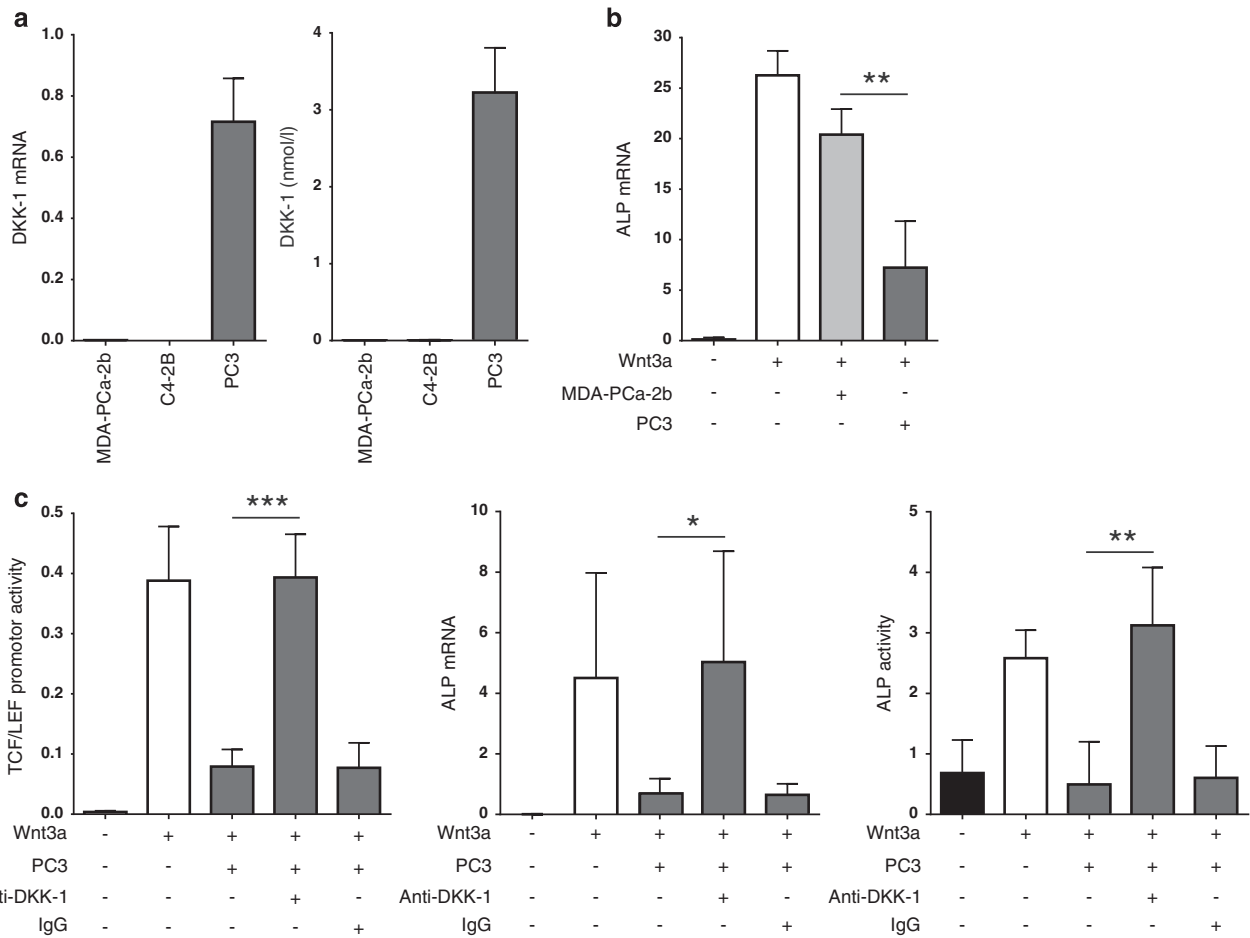 a
b
1.0
0.8
0.6
0.4
0.2
0.0
DKK-1 mRNA
MDA-PCa-2b
C4-2B
PC3
4
3
2
1
0
DKK-1 (nmol/l)
MDA-PCa-2b
C4-2B
PC3
30
25
20
15
10
5
0
ALP mRNA
**
Wnt3a - + + +
MDA-PCa-2b - - + -
PC3 - - - +
c
0.5
0.4
0.3
0.2
0.1
0.0
TCF/LEF promotor activity
***
Wnt3a - + + + +
PC3 - - + + +
ti-DKK-1 - - - + -
IgG - - - - +
10
8
6
4
2
0
ALP mRNA
*
Wnt3a - + + + +
PC3 - - + + +
Anti-DKK-1 - - - + -
IgG - - - - +
5
4
3
2
1
0
ALP activity
**
Wnt3a - + + + +
PC3 - - + + +
Anti-DKK-1 - - - + -
IgG - - - - +